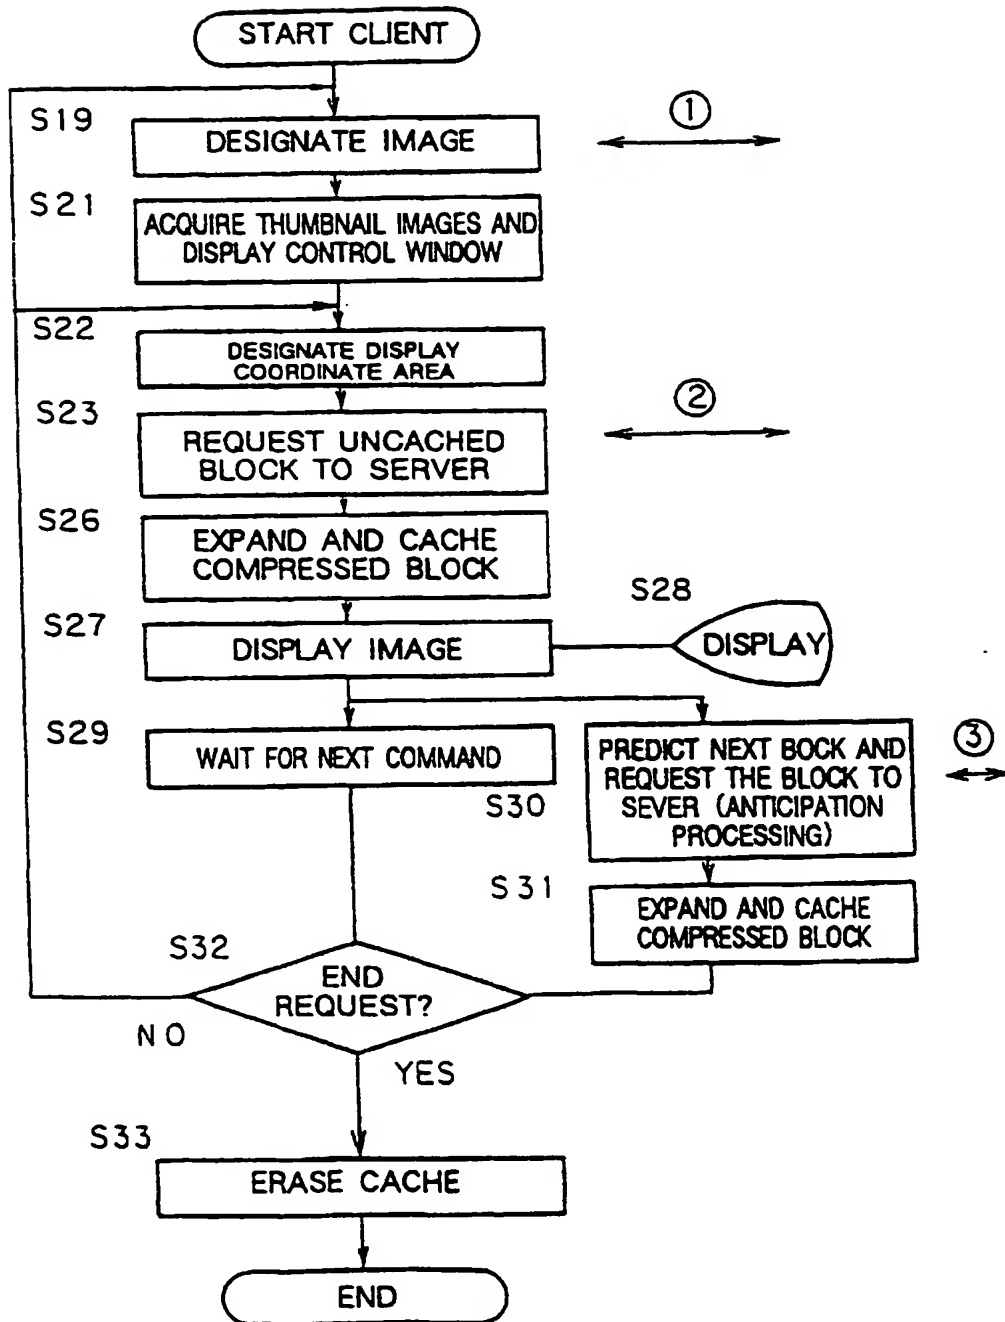 START CLIENT
S19
DESIGNATE IMAGE
①
S21
ACQUIRE THUMBNAIL IMAGES AND
DISPLAY CONTROL WINDOW
S22
DESIGNATE DISPLAY
COORDINATE AREA
S23
REQUEST UNCACHED
BLOCK TO SERVER
②
S26
EXPAND AND CACHE
COMPRESSED BLOCK
S27
DISPLAY IMAGE
S28
DISPLAY
S29
WAIT FOR NEXT COMMAND
S30
PREDICT NEXT BOCK AND
REQUEST THE BLOCK TO
SEVER (ANTICIPATION
PROCESSING)
③
S31
EXPAND AND CACHE
COMPRESSED BLOCK
S32
END
REQUEST?
NO
YES
S33
ERASE CACHE
END